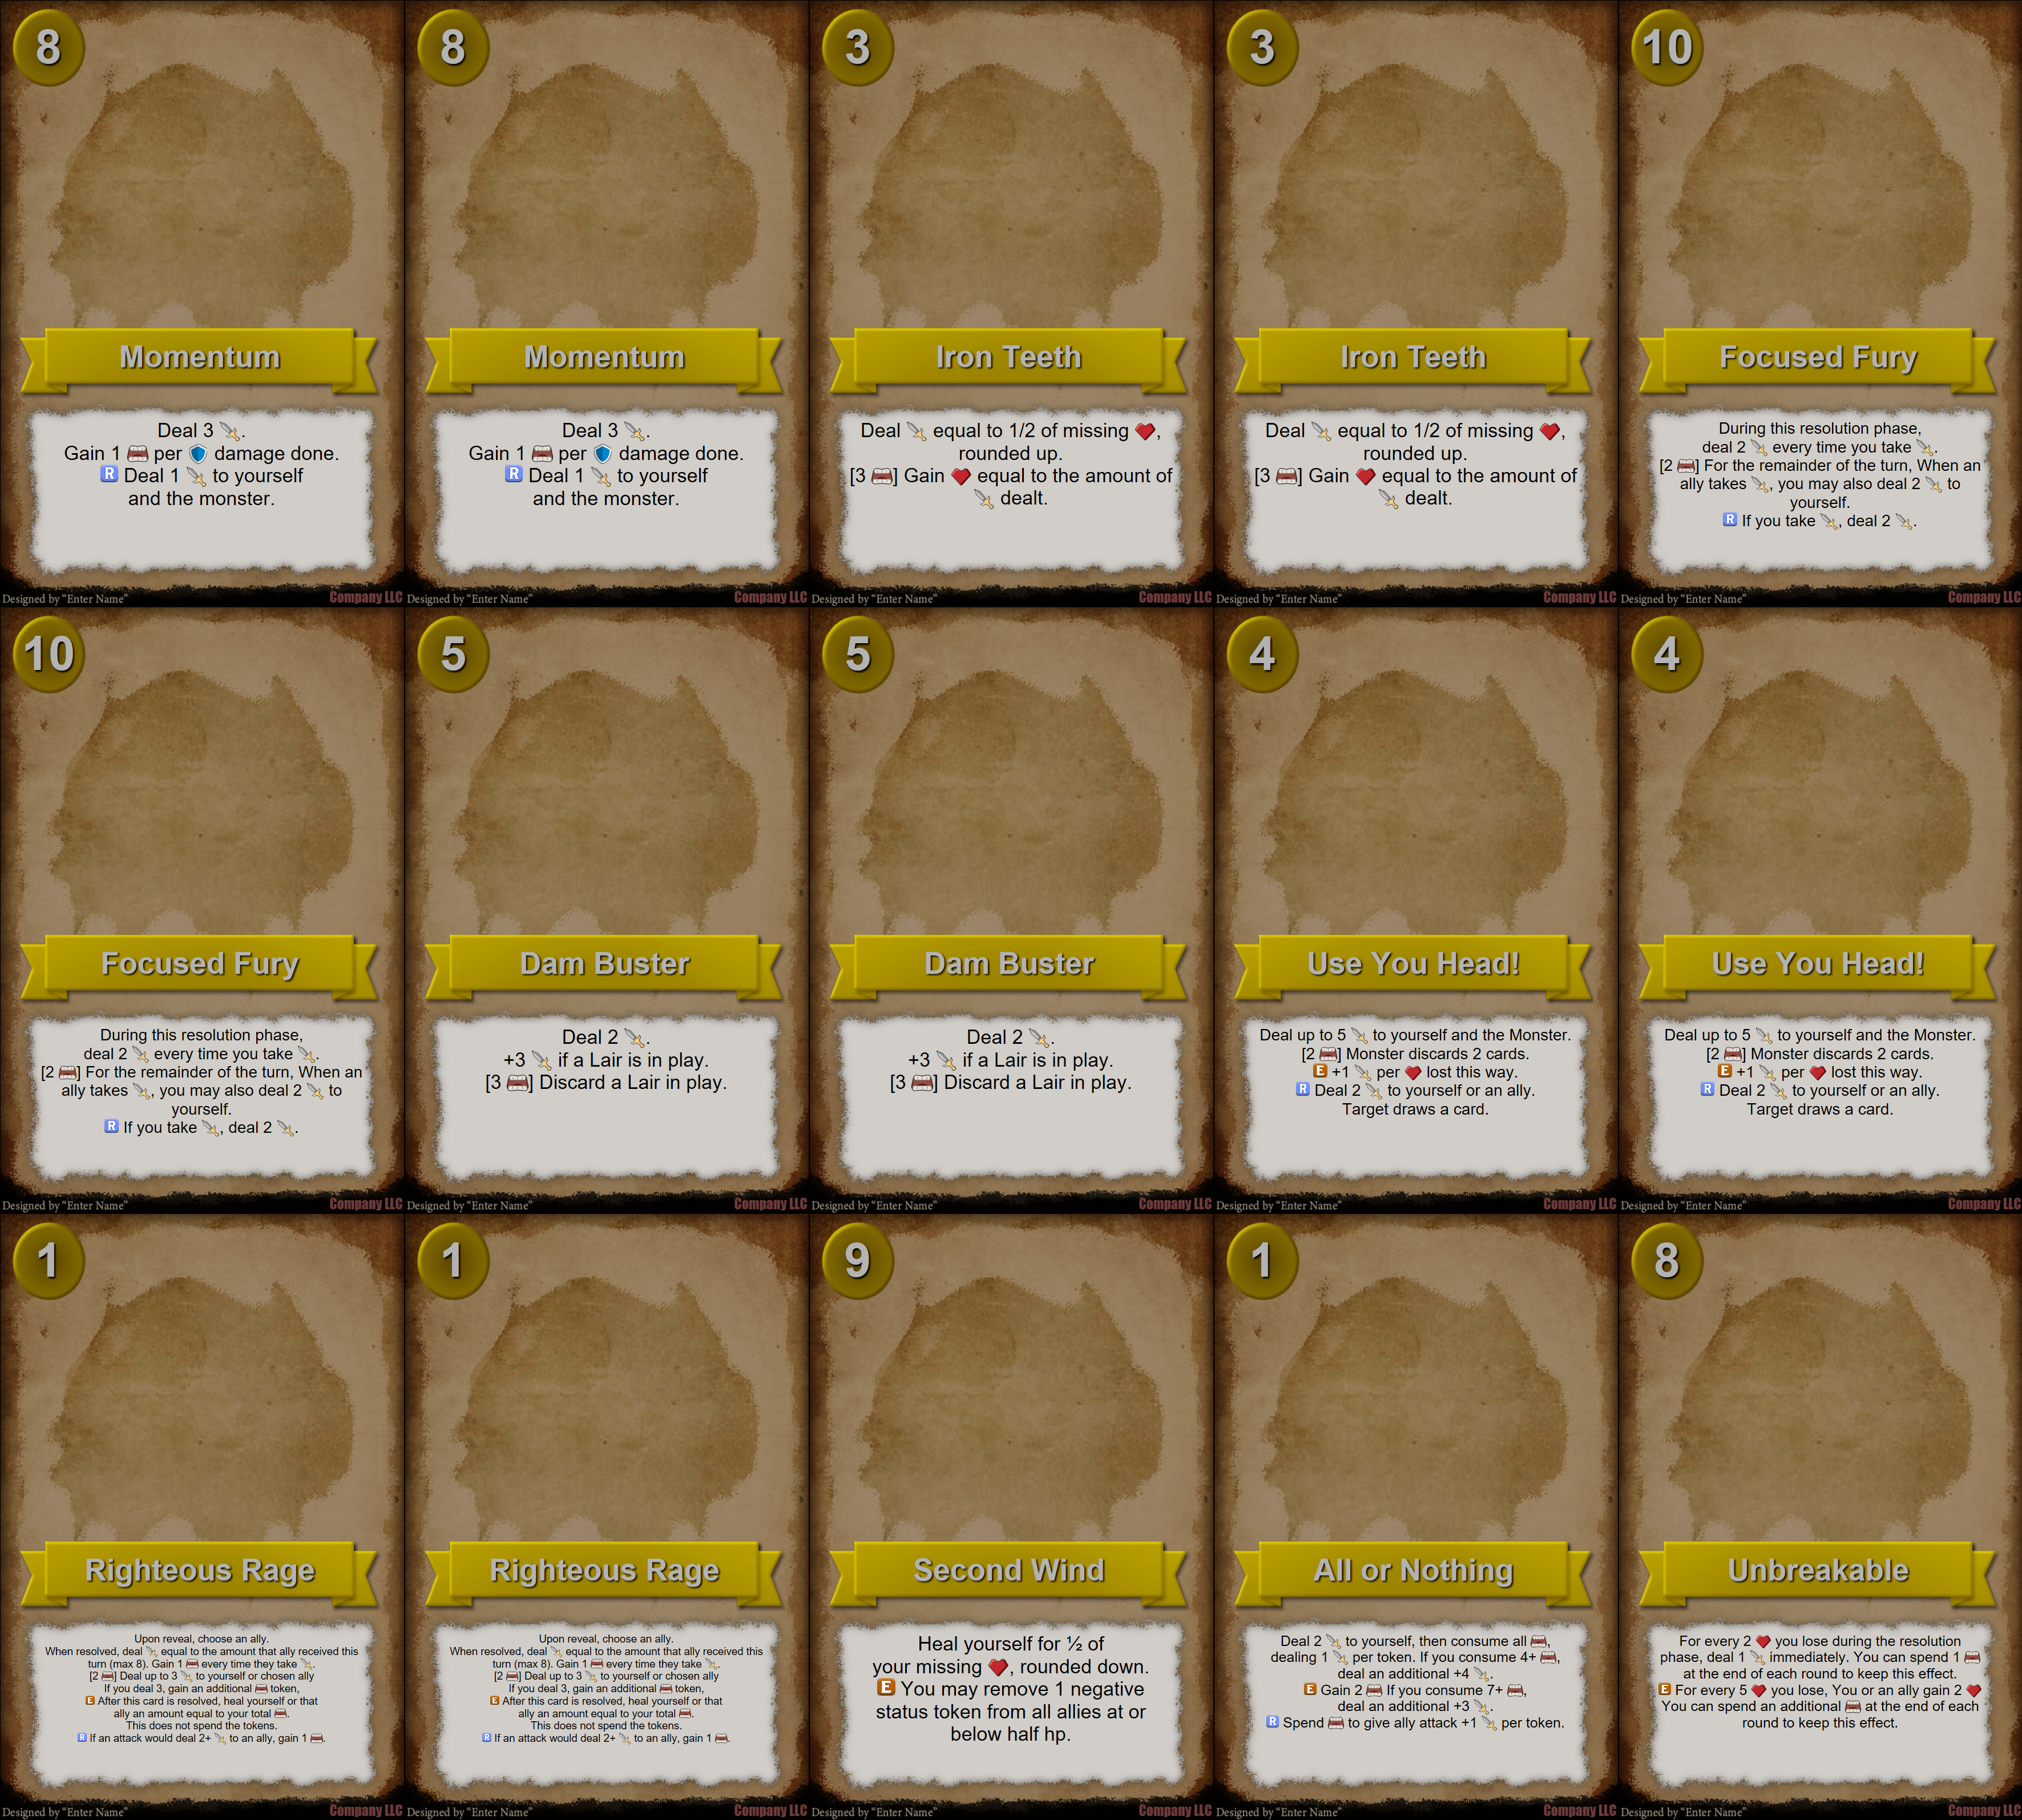 8
Momentum
Deal 3 .
Gain 1 per damage done.
R Deal 1 to yourself
and the monster.
Designed by “Enter Name”
Company LLC
8
Momentum
Deal 3 .
Gain 1 per damage done.
R Deal 1 to yourself
and the monster.
Designed by “Enter Name”
Company LLC
3
Iron Teeth
Deal equal to 1/2 of missing ,
rounded up.
[3 ] Gain equal to the amount of
dealt.
Designed by “Enter Name”
Company LLC
3
Iron Teeth
Deal equal to 1/2 of missing ,
rounded up.
[3 ] Gain equal to the amount of
dealt.
Designed by “Enter Name”
Company LLC
10
Focused Fury
During this resolution phase,
deal 2 every time you take .
[2 ] For the remainder of the turn, When an
ally takes , you may also deal 2 to
yourself.
R If you take , deal 2 .
Designed by “Enter Name”
Company LLC
10
Focused Fury
During this resolution phase,
deal 2 every time you take .
[2 ] For the remainder of the turn, When an
ally takes , you may also deal 2 to
yourself.
R If you take , deal 2 .
Designed by “Enter Name”
Company LLC
5
Dam Buster
Deal 2 .
+3 if a Lair is in play.
[3 ] Discard a Lair in play.
Designed by “Enter Name”
Company LLC
5
Dam Buster
Deal 2 .
+3 if a Lair is in play.
[3 ] Discard a Lair in play.
Designed by “Enter Name”
Company LLC
4
Use You Head!
Deal up to 5 to yourself and the Monster.
[2 ] Monster discards 2 cards.
E +1 per lost this way.
R Deal 2 to yourself or an ally.
Target draws a card.
Designed by “Enter Name”
Company LLC
4
Use You Head!
Deal up to 5 to yourself and the Monster.
[2 ] Monster discards 2 cards.
E +1 per lost this way.
R Deal 2 to yourself or an ally.
Target draws a card.
Designed by “Enter Name”
Company LLC
1
Righteous Rage
Upon reveal, choose an ally.
When resolved, deal equal to the amount that ally received this
turn (max 8). Gain 1 every time they take .
[2 ] Deal up to 3 to yourself or chosen ally
If you deal 3, gain an additional token,
E After this card is resolved, heal yourself or that
ally an amount equal to your total .
This does not spend the tokens.
R If an attack would deal 2+ to an ally, gain 1 .
Designed by “Enter Name”
Company LLC
1
Righteous Rage
Upon reveal, choose an ally.
When resolved, deal equal to the amount that ally received this
turn (max 8). Gain 1 every time they take .
[2 ] Deal up to 3 to yourself or chosen ally
If you deal 3, gain an additional token,
E After this card is resolved, heal yourself or that
ally an amount equal to your total .
This does not spend the tokens.
R If an attack would deal 2+ to an ally, gain 1 .
Designed by “Enter Name”
Company LLC
9
Second Wind
Heal yourself for ½ of
your missing , rounded down.
E You may remove 1 negative
status token from all allies at or
below half hp.
Designed by “Enter Name”
Company LLC
1
All or Nothing
Deal 2 to yourself, then consume all ,
dealing 1 per token. If you consume 4+ ,
deal an additional +4 .
E Gain 2 If you consume 7+ ,
deal an additional +3 .
R Spend to give ally attack +1 per token.
Designed by “Enter Name”
Company LLC
8
Unbreakable
For every 2 you lose during the resolution
phase, deal 1 immediately. You can spend 1
at the end of each round to keep this effect.
E For every 5 you lose, You or an ally gain 2
You can spend an additional at the end of each
round to keep this effect.
Designed by “Enter Name”
Company LLC